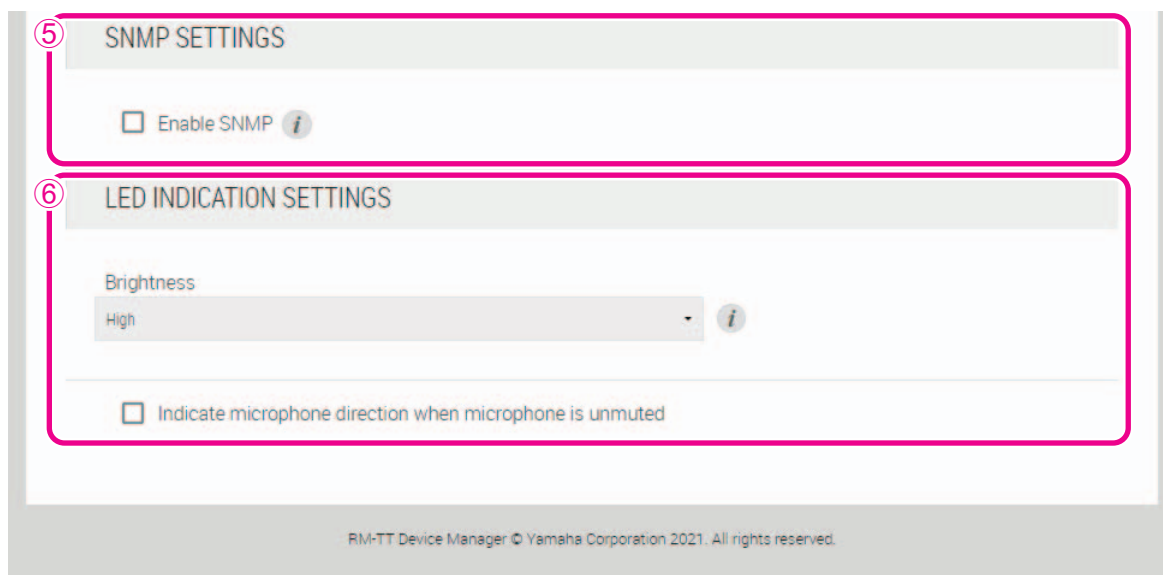 ⑤ SNMP SETTINGS
Enable SNMP i
⑥ LED INDICATION SETTINGS
Brightness
High i
Indicate microphone direction when microphone is unmuted
RM-TT Device Manager © Yamaha Corporation 2021. All rights reserved.